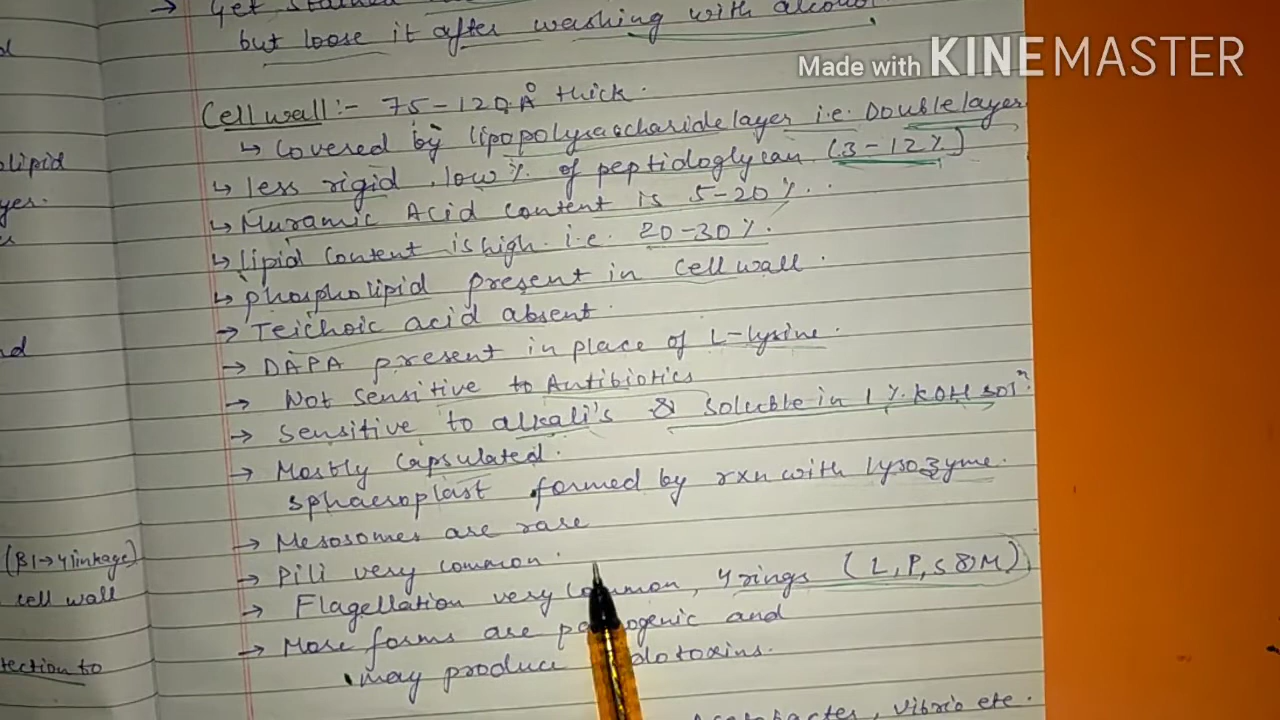 → Get stained
but loose it after washing with alcohol
Made with KINEMASTER
Cell wall :- 75-120 Å thick.
↳ Covered by lipopolysaccharide layer i.e. Double layer
↳ less rigid. low % of peptidoglycan (3-12%)
↳ Muramic Acid content is 5-20%.
↳ lipid content is high. i.e. 20-30%.
↳ phospholipid present in cell wall.
→ Teichoic acid absent.
→ DAPA present in place of L-lysine.
→ Not sensitive to Antibiotics
→ sensitive to alkali's & soluble in 1% KOH solⁿ.
→ Mostly Capsulated.
sphaeroplast formed by rxn with lysozyme.
→ Mesosomes are rare
→ Pili very common.
→ Flagellation very common, 4 rings (L, P, S & M)
→ More forms are pathogenic and
may produce dotoxins.
vibrio etc.
olipid
yes.
(β1→4 linkage)
cell wall
tection to